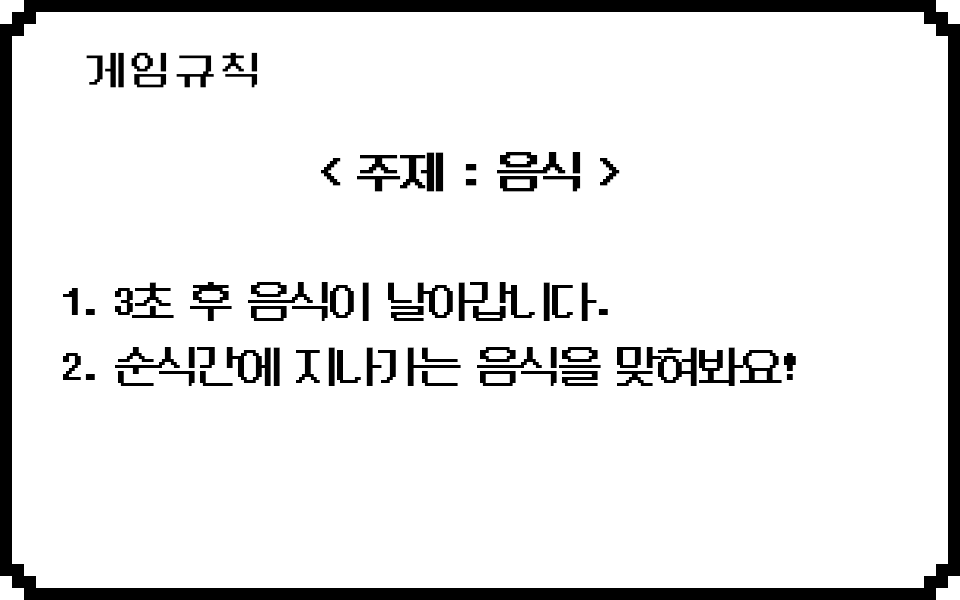 게임규칙
< 주제 : 음식 >
1. 3초 후 음식이 날아갑니다.
2. 순식간에 지나가는 음식을 맞혀봐요!